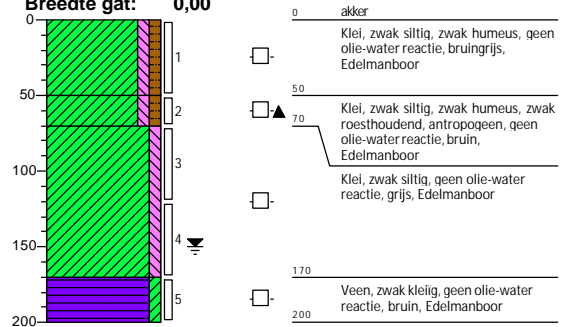 Breedte gat: 0,00
0
50
100
150
200
1
2
3
4
5
0 akker
Klei, zwak siltig, zwak humeus, geen
olie-water reactie, bruingrijs,
Edelmanboor
50
Klei, zwak siltig, zwak humeus, zwak
roesthoudend, antropogeen, geen
olie-water reactie, bruin,
Edelmanboor
70
Klei, zwak siltig, geen olie-water
reactie, grijs, Edelmanboor
170
Veen, zwak kleiïg, geen olie-water
reactie, bruin, Edelmanboor
200